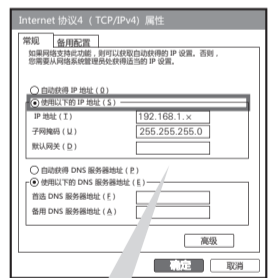 Internet 协议4 （TCP/IPv4) 属性
常规 备用配置
如果网络支持此功能，则可以获取自动获得的 IP 设置。否则，
您需要从网络系统管理员处获得适当的 IP 设置。
自动获得 IP 地址（O）
使用以下的 IP 地址（S）
IP 地址（I） 192.168.1.×
子网掩码（U） 255.255.255.0
默认网关（D）
自动获得 DNS 服务器地址（P）
使用以下的 DNS 服务器地址（E）
首选 DNS 服务器地址（F）
备用 DNS 服务器地址（A）
高级
确定 取消